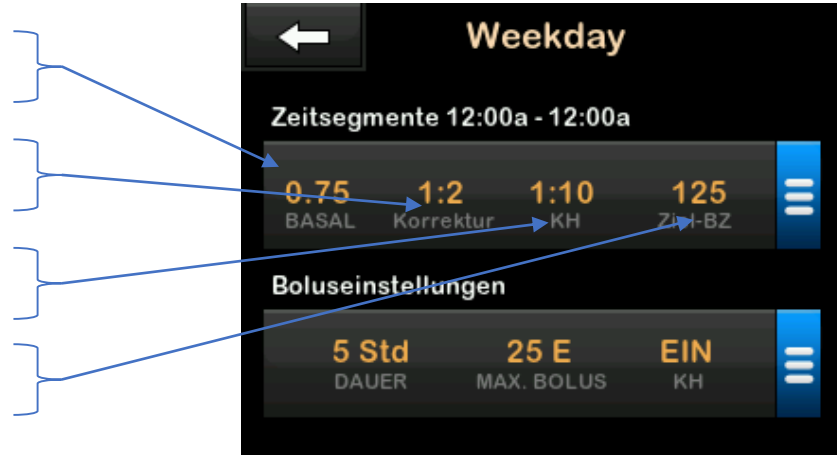 Weekday
Zeitsegmente 12:00a - 12:00a
0.75 1:2 1:10 125
BASAL Korrektur KH Ziel-BZ
Boluseinstellungen
5 Std 25 E EIN
DAUER MAX. BOLUS KH